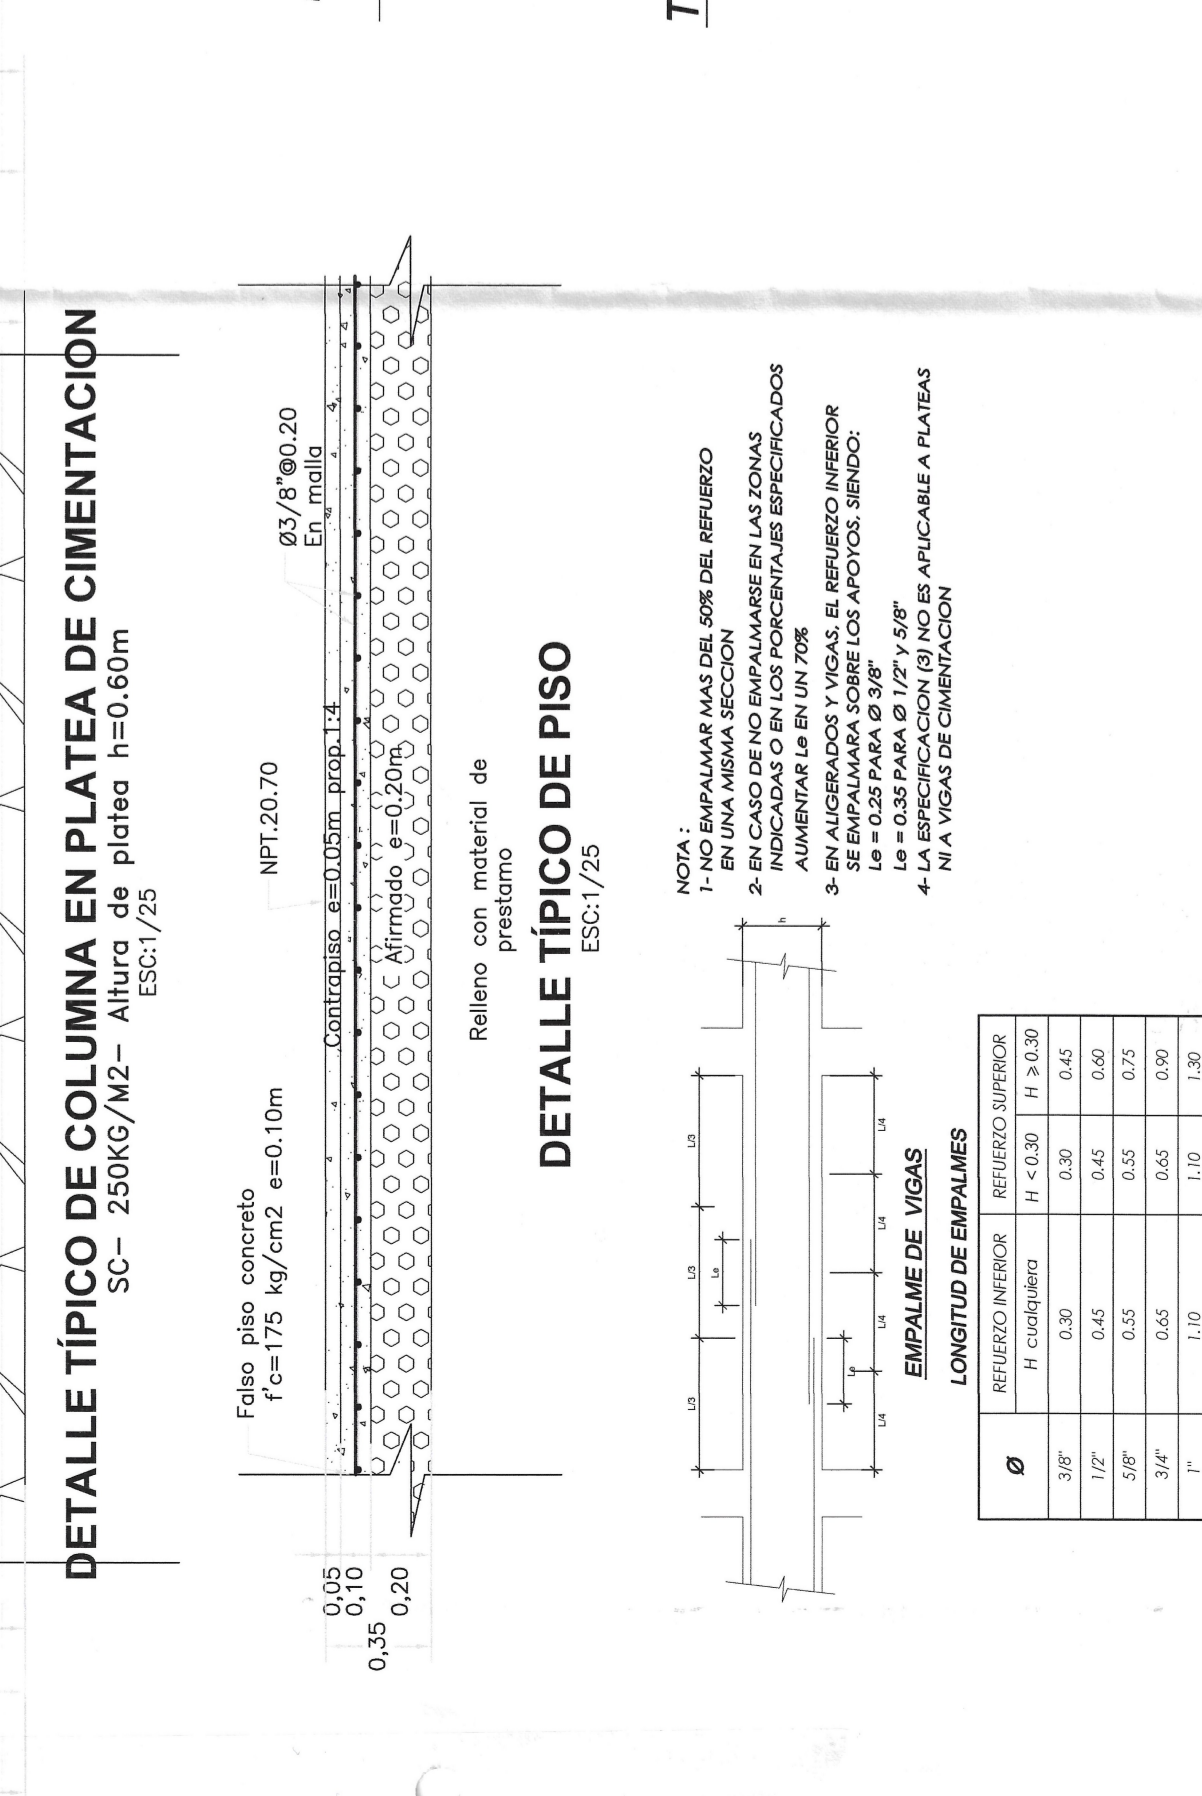 DETALLE TÍPICO DE COLUMNA EN PLATEA DE CIMENTACION
SC- 250KG/M2- Altura de platea h=0.60m
ESC:1/25
Falso piso concreto
f'c=175 kg/cm2 e=0.10m
NPT.20.70
Ø3/8"@0.20
En malla
Contrapiso e=0.05m prop.1:4
Afirmado e=0.20m
0,05
0,10
0,20
0,35
Relleno con material de
prestamo
DETALLE TÍPICO DE PISO
ESC:1/25
L/3
L/3
L/3
Le
h
Le
L/4
L/4
L/4
L/4
EMPALME DE VIGAS
NOTA :
1- NO EMPALMAR MAS DEL 50% DEL REFUERZO
EN UNA MISMA SECCION
2- EN CASO DE NO EMPALMARSE EN LAS ZONAS
INDICADAS O EN LOS PORCENTAJES ESPECIFICADOS
AUMENTAR Le EN UN 70%
3- EN ALIGERADOS Y VIGAS, EL REFUERZO INFERIOR
SE EMPALMARA SOBRE LOS APOYOS, SIENDO:
Le = 0.25 PARA Ø 3/8"
Le = 0.35 PARA Ø 1/2" y 5/8"
4- LA ESPECIFICACION (3) NO ES APLICABLE A PLATEAS
NI A VIGAS DE CIMENTACION
LONGITUD DE EMPALMES
Ø REFUERZO INFERIOR REFUERZO SUPERIOR
H cualquiera H < 0.30 H > 0.30
3/8" 0.30 0.30 0.45
1/2" 0.45 0.45 0.60
5/8" 0.55 0.55 0.75
3/4" 0.65 0.65 0.90
1" 1.10 1.10 1.30